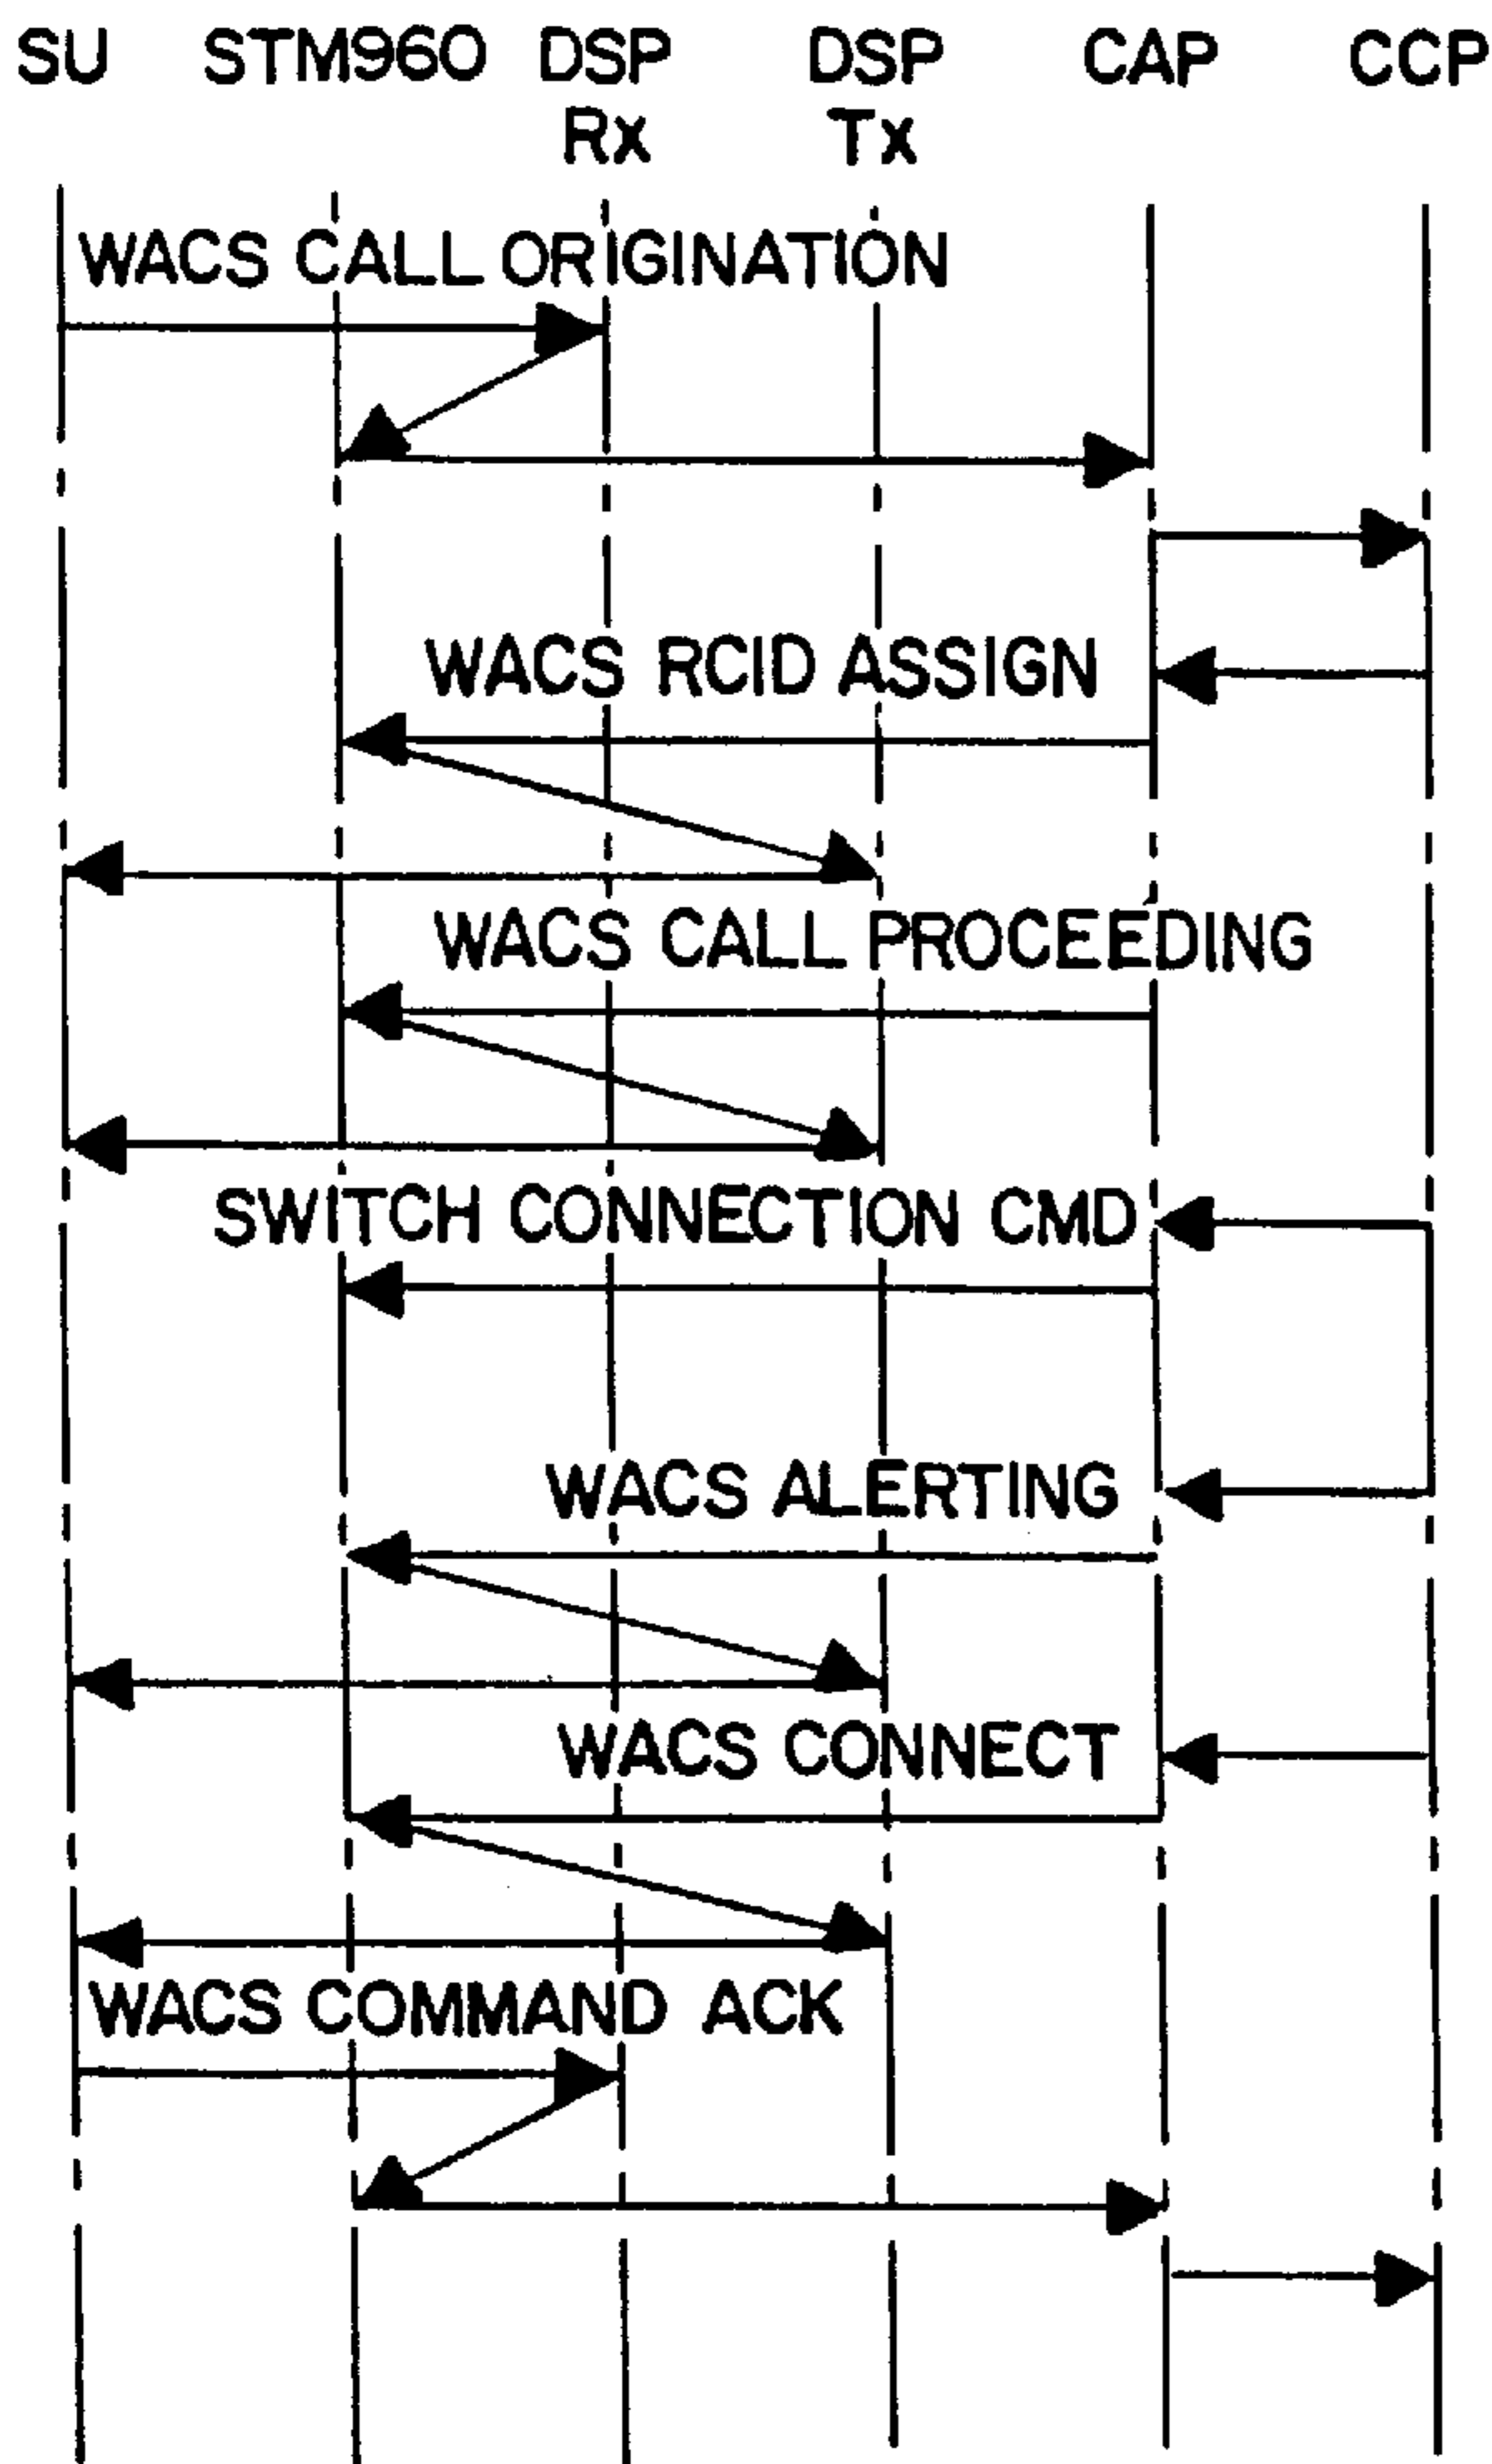 SU STM960 DSP DSP CAP CCP
Rx Tx
WACS CALL ORIGINATION
WACS RCID ASSIGN
WACS CALL PROCEEDING
SWITCH CONNECTION CMD
WACS ALERTING
WACS CONNECT
WACS COMMAND ACK